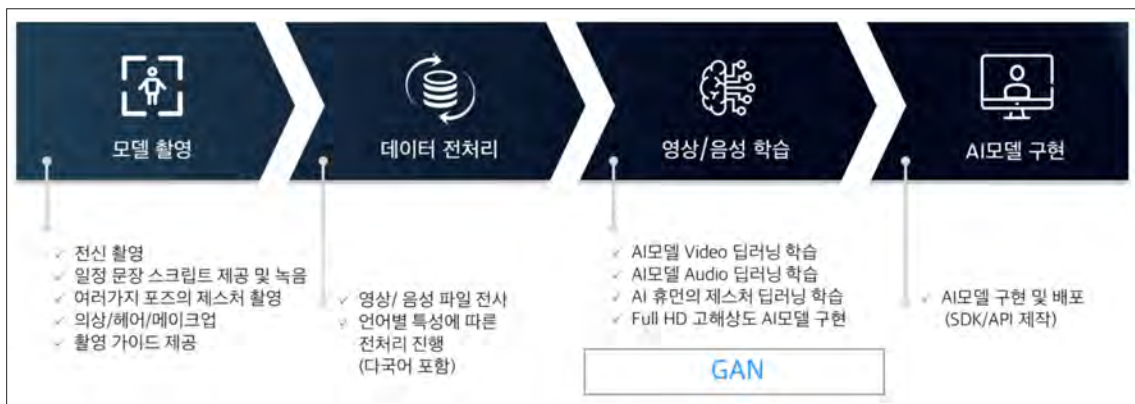 모델 촬영
데이터 전처리
영상/음성 학습
AI모델 구현
전신 촬영
일정 문장 스크립트 제공 및 녹음
여러가지 포즈의 제스처 촬영
의상/헤어/메이크업
촬영 가이드 제공
영상/ 음성 파일 전사
언어별 특성에 따른
전처리 진행
(다국어 포함)
AI모델 Video 딥러닝 학습
AI모델 Audio 딥러닝 학습
AI 휴먼의 제스처 딥러닝 학습
Full HD 고해상도 AI모델 구현
GAN
AI모델 구현 및 배포
(SDK/API 제작)